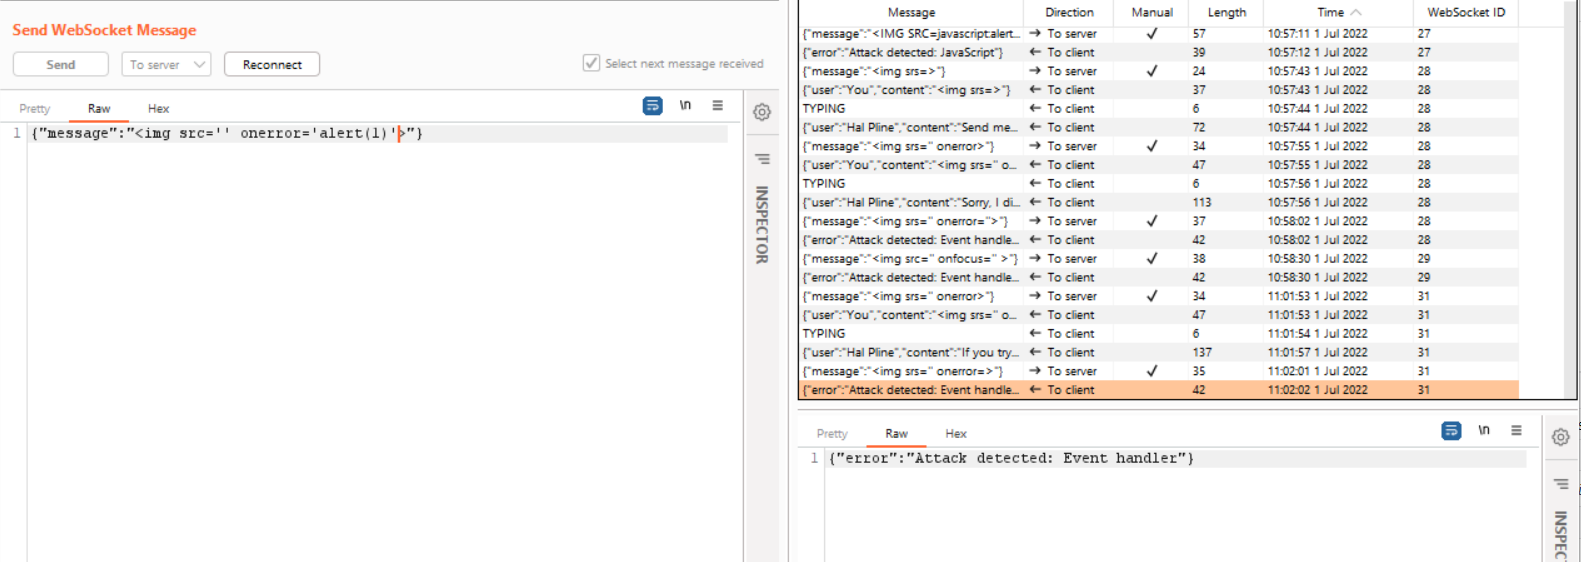 Send WebSocket Message
Send To server Reconnect Select next message received
Pretty Raw Hex \n
1 {"message":"<img src='' onerror='alert(1)'>"}
INSPECTOR
Message Direction Manual Length Time WebSocket ID
{"message":"<IMG SRC=javascript:alert... → To server ✓ 57 10:57:11 1 Jul 2022 27
{"error":"Attack detected: JavaScript"} ← To client 39 10:57:12 1 Jul 2022 27
{"message":"<img srs=>"} → To server ✓ 24 10:57:43 1 Jul 2022 28
{"user":"You","content":"<img srs=>"} ← To client 37 10:57:43 1 Jul 2022 28
TYPING ← To client 6 10:57:44 1 Jul 2022 28
{"user":"Hal Pline","content":"Send me... ← To client 72 10:57:44 1 Jul 2022 28
{"message":"<img srs='' onerror>"} → To server ✓ 34 10:57:55 1 Jul 2022 28
{"user":"You","content":"<img srs='' o... ← To client 47 10:57:55 1 Jul 2022 28
TYPING ← To client 6 10:57:56 1 Jul 2022 28
{"user":"Hal Pline","content":"Sorry, I di... ← To client 113 10:57:56 1 Jul 2022 28
{"message":"<img srs='' onerror=''>"} → To server ✓ 37 10:58:02 1 Jul 2022 28
{"error":"Attack detected: Event handle... ← To client 42 10:58:02 1 Jul 2022 28
{"message":"<img src='' onfocus='' >"} → To server ✓ 38 10:58:30 1 Jul 2022 29
{"error":"Attack detected: Event handle... ← To client 42 10:58:30 1 Jul 2022 29
{"message":"<img srs='' onerror>"} → To server ✓ 34 11:01:53 1 Jul 2022 31
{"user":"You","content":"<img srs='' o... ← To client 47 11:01:53 1 Jul 2022 31
TYPING ← To client 6 11:01:54 1 Jul 2022 31
{"user":"Hal Pline","content":"If you try... ← To client 137 11:01:57 1 Jul 2022 31
{"message":"<img srs='' onerror=>"} → To server ✓ 35 11:02:01 1 Jul 2022 31
{"error":"Attack detected: Event handle... ← To client 42 11:02:02 1 Jul 2022 31
Pretty Raw Hex \n
1 {"error":"Attack detected: Event handler"}
INSPEC